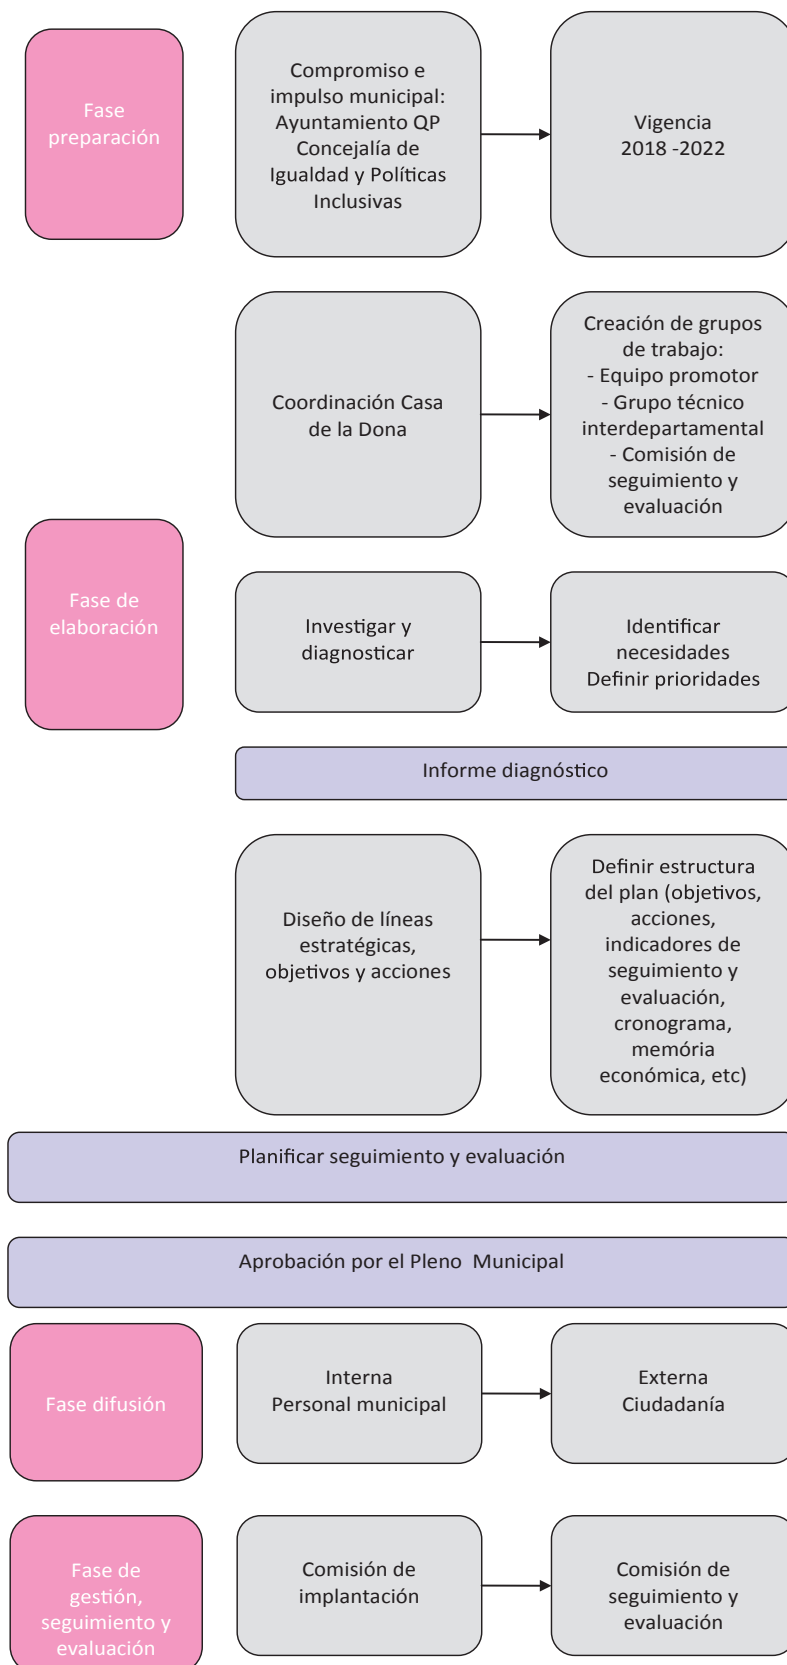 Fase
preparación
Compromiso e
impulso municipal:
Ayuntamiento QP
Concejalía de
Igualdad y Políticas
Inclusivas
Vigencia
2018 -2022
Coordinación Casa
de la Dona
Creación de grupos
de trabajo:
- Equipo promotor
- Grupo técnico
interdepartamental
- Comisión de
seguimiento y
evaluación
Fase de
elaboración
Investigar y
diagnosticar
Identificar
necesidades
Definir prioridades
Informe diagnóstico
Diseño de líneas
estratégicas,
objetivos y acciones
Definir estructura
del plan (objetivos,
acciones,
indicadores de
seguimiento y
evaluación,
cronograma,
memória
económica, etc)
Planificar seguimiento y evaluación
Aprobación por el Pleno Municipal
Fase difusión
Interna
Personal municipal
Externa
Ciudadanía
Fase de
gestión,
seguimiento y
evaluación
Comisión de
implantación
Comisión de
seguimiento y
evaluación